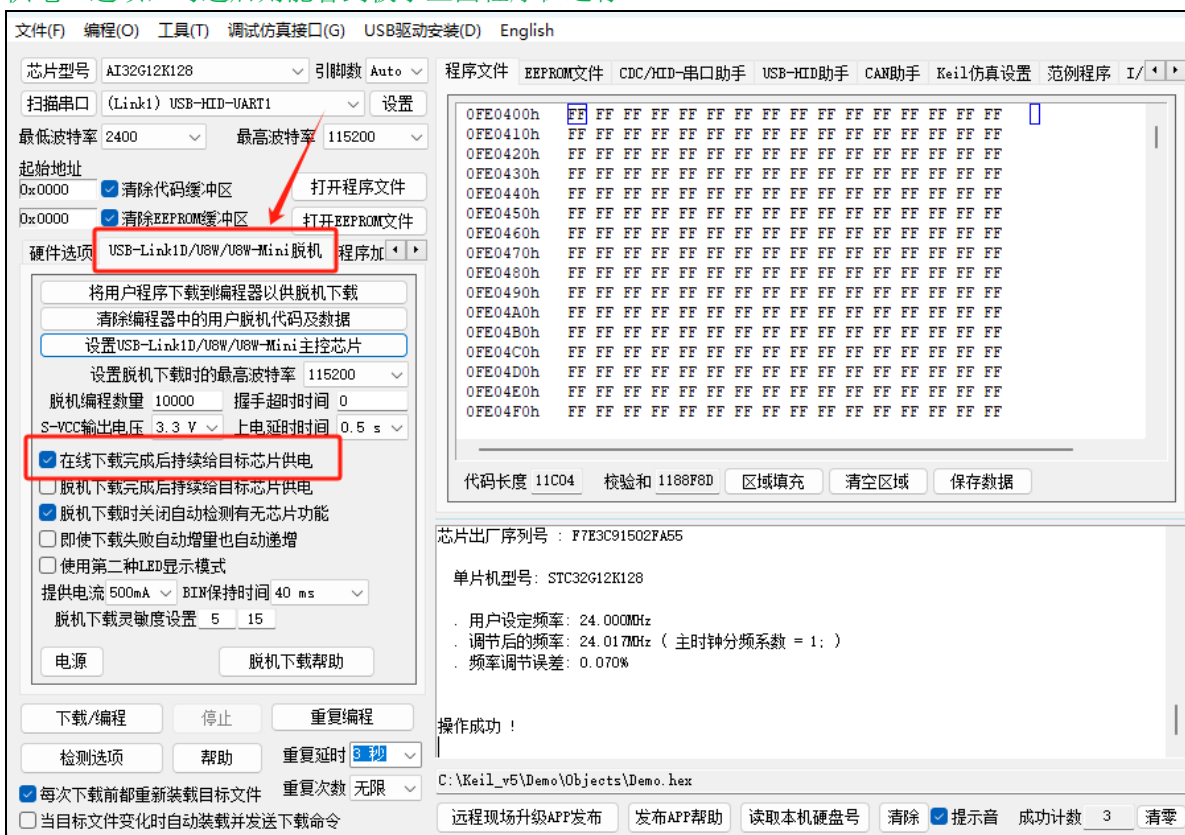 文件(F) 编程(O) 工具(T) 调试仿真接口(G) USB驱动安装(D) English
芯片型号 AI32G12K128 引脚数 Auto
扫描串口 (Link1) USB-HID-UART1 设置
最低波特率 2400 最高波特率 115200
起始地址
0x0000 清除代码缓冲区 打开程序文件
0x0000 清除EEPROM缓冲区 打开EEPROM文件
硬件选项 USB-Link1D/U8W/U8W-Mini脱机 程序加
将用户程序下载到编程器以供脱机下载
清除编程器中的用户脱机代码及数据
设置USB-Link1D/U8W/U8W-Mini主控芯片
设置脱机下载时的最高波特率 115200
脱机编程数量 10000 握手超时时间 0
S-VCC输出电压 3.3 V 上电延时时间 0.5 s
在线下载完成后持续给目标芯片供电
脱机下载完成后持续给目标芯片供电
脱机下载时关闭自动检测有无芯片功能
即使下载失败自动增量也自动递增
使用第二种LED显示模式
提供电流 500mA BIN保持时间 40 ms
脱机下载灵敏度设置 5 15
电源 脱机下载帮助
下载/编程 停止 重复编程
检测选项 帮助 重复延时 3 秒
每次下载前都重新装载目标文件 重复次数 无限
当目标文件变化时自动装载并发送下载命令
程序文件 EEPROM文件 CDC/HID-串口助手 USB-HID助手 CAN助手 Keil仿真设置 范例程序 I/
0FE0400h FF FF FF FF FF FF FF FF FF FF FF FF FF FF FF FF
0FE0410h FF FF FF FF FF FF FF FF FF FF FF FF FF FF FF FF
0FE0420h FF FF FF FF FF FF FF FF FF FF FF FF FF FF FF FF
0FE0430h FF FF FF FF FF FF FF FF FF FF FF FF FF FF FF FF
0FE0440h FF FF FF FF FF FF FF FF FF FF FF FF FF FF FF FF
0FE0450h FF FF FF FF FF FF FF FF FF FF FF FF FF FF FF FF
0FE0460h FF FF FF FF FF FF FF FF FF FF FF FF FF FF FF FF
0FE0470h FF FF FF FF FF FF FF FF FF FF FF FF FF FF FF FF
0FE0480h FF FF FF FF FF FF FF FF FF FF FF FF FF FF FF FF
0FE0490h FF FF FF FF FF FF FF FF FF FF FF FF FF FF FF FF
0FE04A0h FF FF FF FF FF FF FF FF FF FF FF FF FF FF FF FF
0FE04B0h FF FF FF FF FF FF FF FF FF FF FF FF FF FF FF FF
0FE04C0h FF FF FF FF FF FF FF FF FF FF FF FF FF FF FF FF
0FE04D0h FF FF FF FF FF FF FF FF FF FF FF FF FF FF FF FF
0FE04E0h FF FF FF FF FF FF FF FF FF FF FF FF FF FF FF FF
0FE04F0h FF FF FF FF FF FF FF FF FF FF FF FF FF FF FF FF
代码长度 11C04 校验和 1188F8D 区域填充 清空区域 保存数据
芯片出厂序列号 : F7E3C91502FA55
单片机型号: STC32G12K128
. 用户设定频率: 24.000MHz
. 调节后的频率: 24.017MHz ( 主时钟分频系数 = 1; )
. 频率调节误差: 0.070%
操作成功 !
C:\Keil_v5\Demo\Objects\Demo.hex
远程现场升级APP发布 发布APP帮助 读取本机硬盘号 清除 提示音 成功计数 3 清零